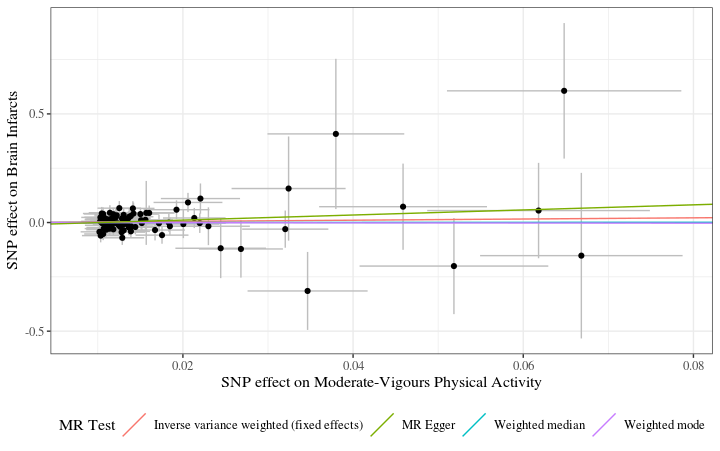 SNP effect on Brain Infarcts
0.5
0.0
-0.5
0.02 0.04 0.06 0.08
SNP effect on Moderate-Vigours Physical Activity
MR Test Inverse variance weighted (fixed effects) MR Egger Weighted median Weighted mode